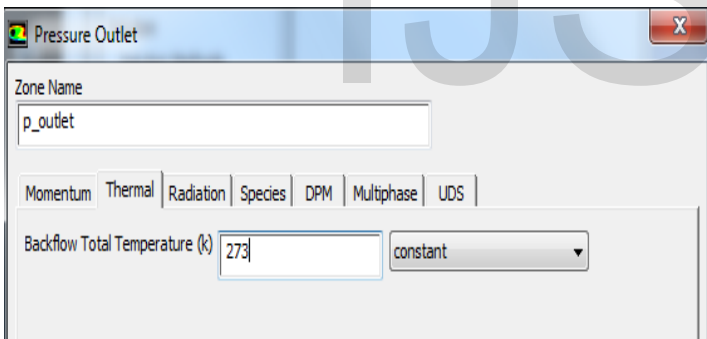 Pressure Outlet
X
Zone Name
p_outlet
Momentum Thermal Radiation Species DPM Multiphase UDS
Backflow Total Temperature (k) 273 constant